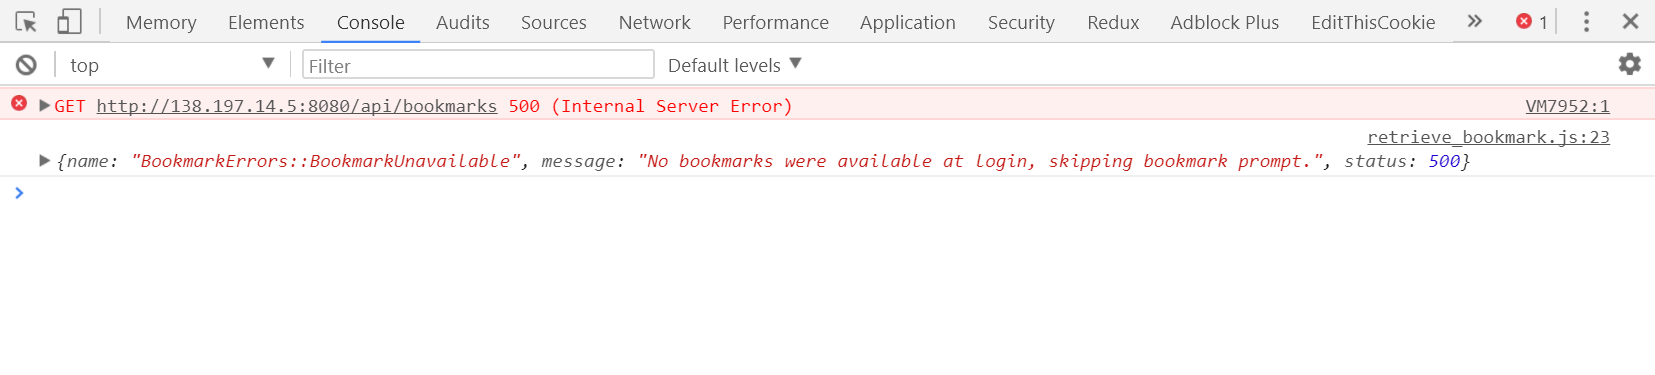 Memory Elements Console Audits Sources Network Performance Application Security Redux Adblock Plus EditThisCookie » 1
top Filter Default levels
GET http://138.197.14.5:8080/api/bookmarks 500 (Internal Server Error) VM7952:1
retrieve_bookmark.js:23
{name: "BookmarkErrors::BookmarkUnavailable", message: "No bookmarks were available at login, skipping bookmark prompt.", status: 500}